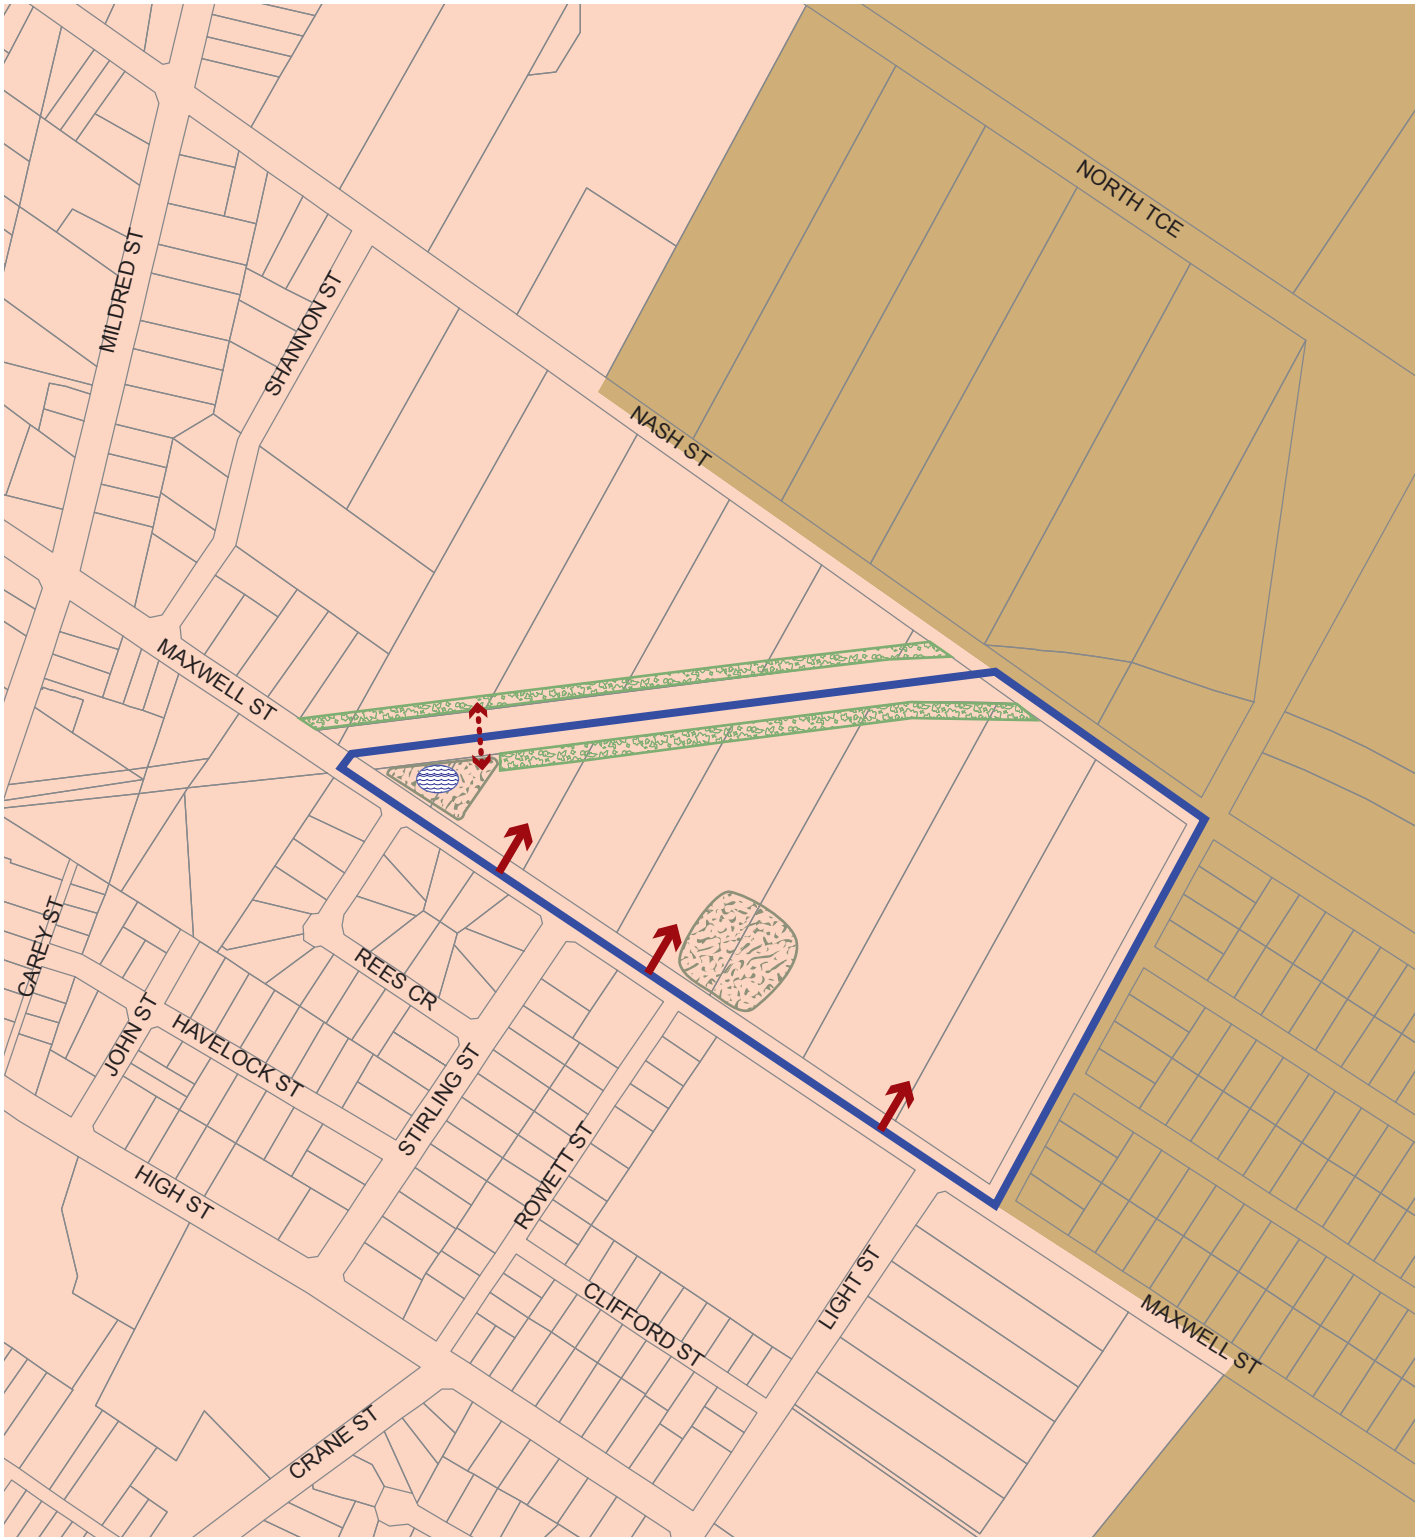 NORTH TCE
MILDRED ST
SHANNON ST
NASH ST
MAXWELL ST
CAREY ST
REES CR
JOHN ST
HAVELOCK ST
STIRLING ST
ROWETT ST
HIGH ST
LIGHT ST
CLIFFORD ST
MAXWELL ST
CRANE ST